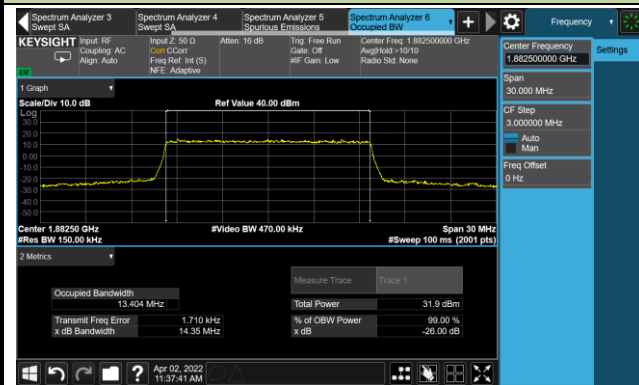 Spectrum Analyzer 3
Swept SA
Spectrum Analyzer 4
Swept SA
Spectrum Analyzer 5
Spurious Emissions
Spectrum Analyzer 6
Occupied BW
Frequency
KEYSIGHT
Input: RF
Coupling: AC
Align: Auto
Input Z: 50 Ω
Corr CCorr
Freq Ref: Int (S)
NFE: Adaptive
Atten: 16 dB
Trig: Free Run
Gate: Off
#IF Gain: Low
Center Freq: 1.882500000 GHz
Avg|Hold:>10/10
Radio Std: None
Center Frequency
1.882500000 GHz
Settings
Span
30.000 MHz
CF Step
3.000000 MHz
Auto
Man
Freq Offset
0 Hz
1 Graph
Scale/Div 10.0 dB
Ref Value 40.00 dBm
Log
30.0
20.0
10.0
0.00
-10.0
-20.0
-30.0
-40.0
-50.0
Center 1.88250 GHz
#Video BW 470.00 kHz
Span 30 MHz
#Res BW 150.00 kHz
#Sweep 100 ms (2001 pts)
2 Metrics
Measure Trace
Trace 1
Occupied Bandwidth
13.404 MHz
Total Power
31.9 dBm
Transmit Freq Error
1.710 kHz
% of OBW Power
99.00 %
x dB Bandwidth
14.35 MHz
x dB
-26.00 dB
Apr 02, 2022
11:37:41 AM